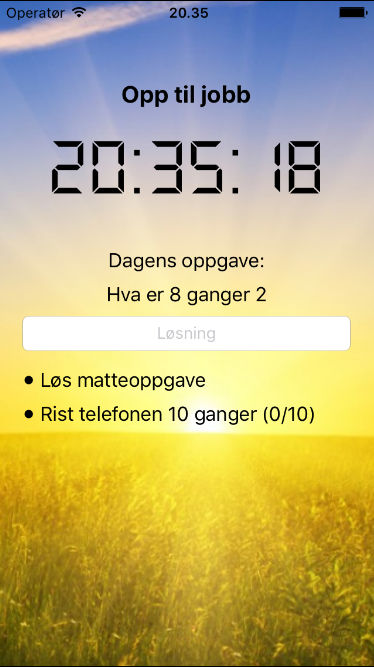 Operatør 20.35
Opp til jobb
20:35:18
Dagens oppgave:
Hva er 8 ganger 2
Løsning
• Løs matteoppgave
• Rist telefonen 10 ganger (0/10)